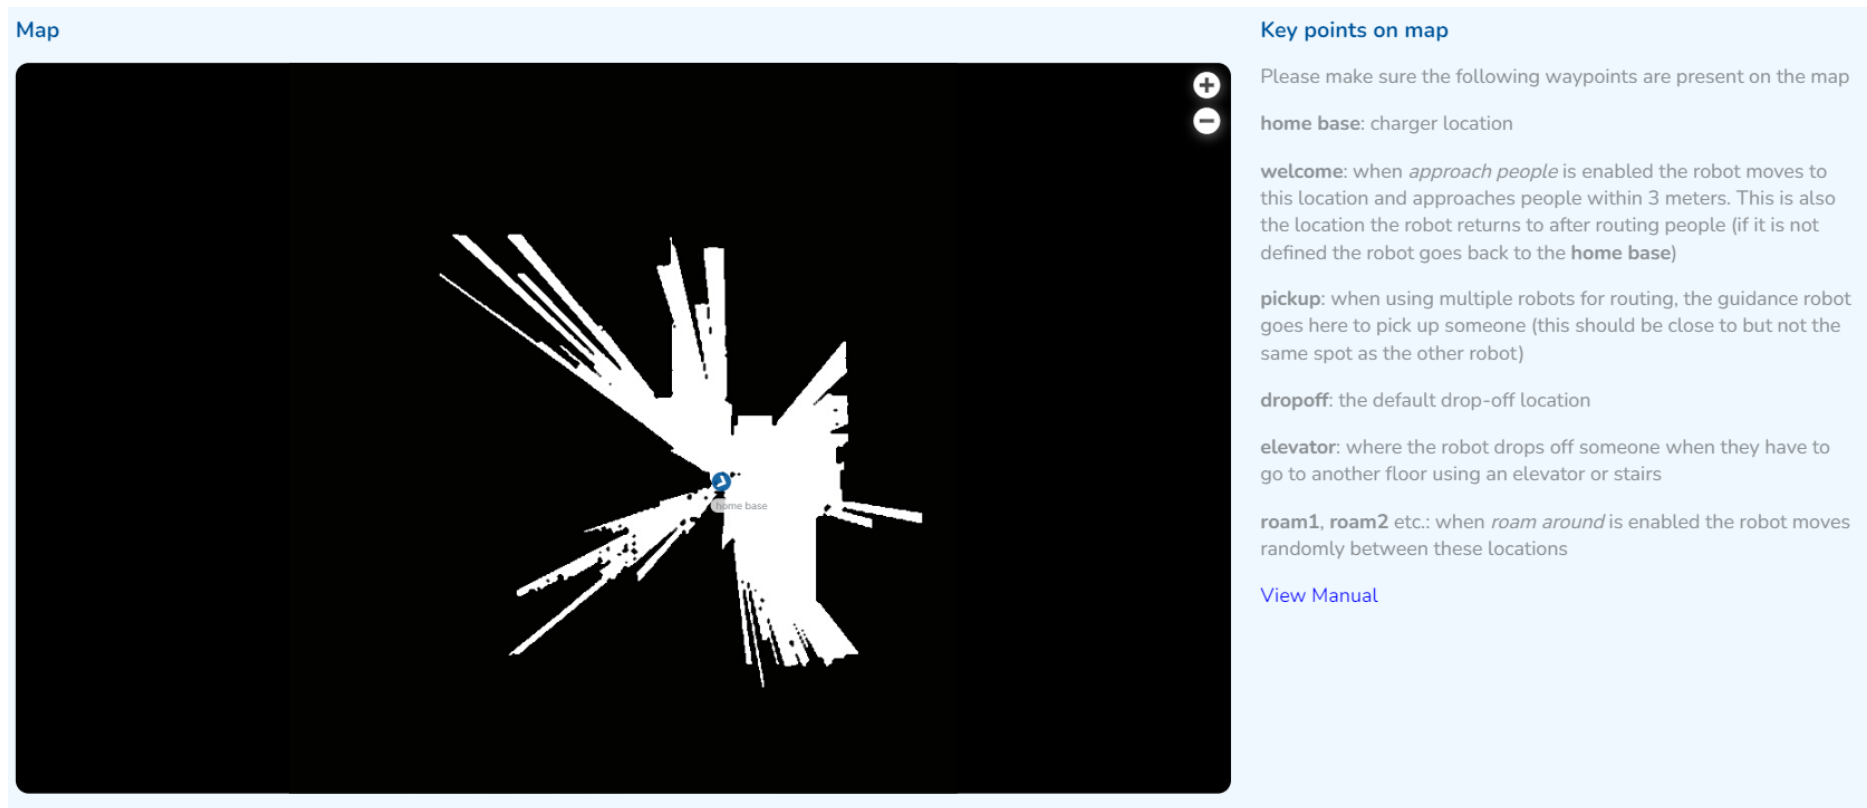 Map
home base
Key points on map
Please make sure the following waypoints are present on the map
home base: charger location
welcome: when approach people is enabled the robot moves to
this location and approaches people within 3 meters. This is also
the location the robot returns to after routing people (if it is not
defined the robot goes back to the home base)
pickup: when using multiple robots for routing, the guidance robot
goes here to pick up someone (this should be close to but not the
same spot as the other robot)
dropoff: the default drop-off location
elevator: where the robot drops off someone when they have to
go to another floor using an elevator or stairs
roam1, roam2 etc.: when roam around is enabled the robot moves
randomly between these locations
View Manual